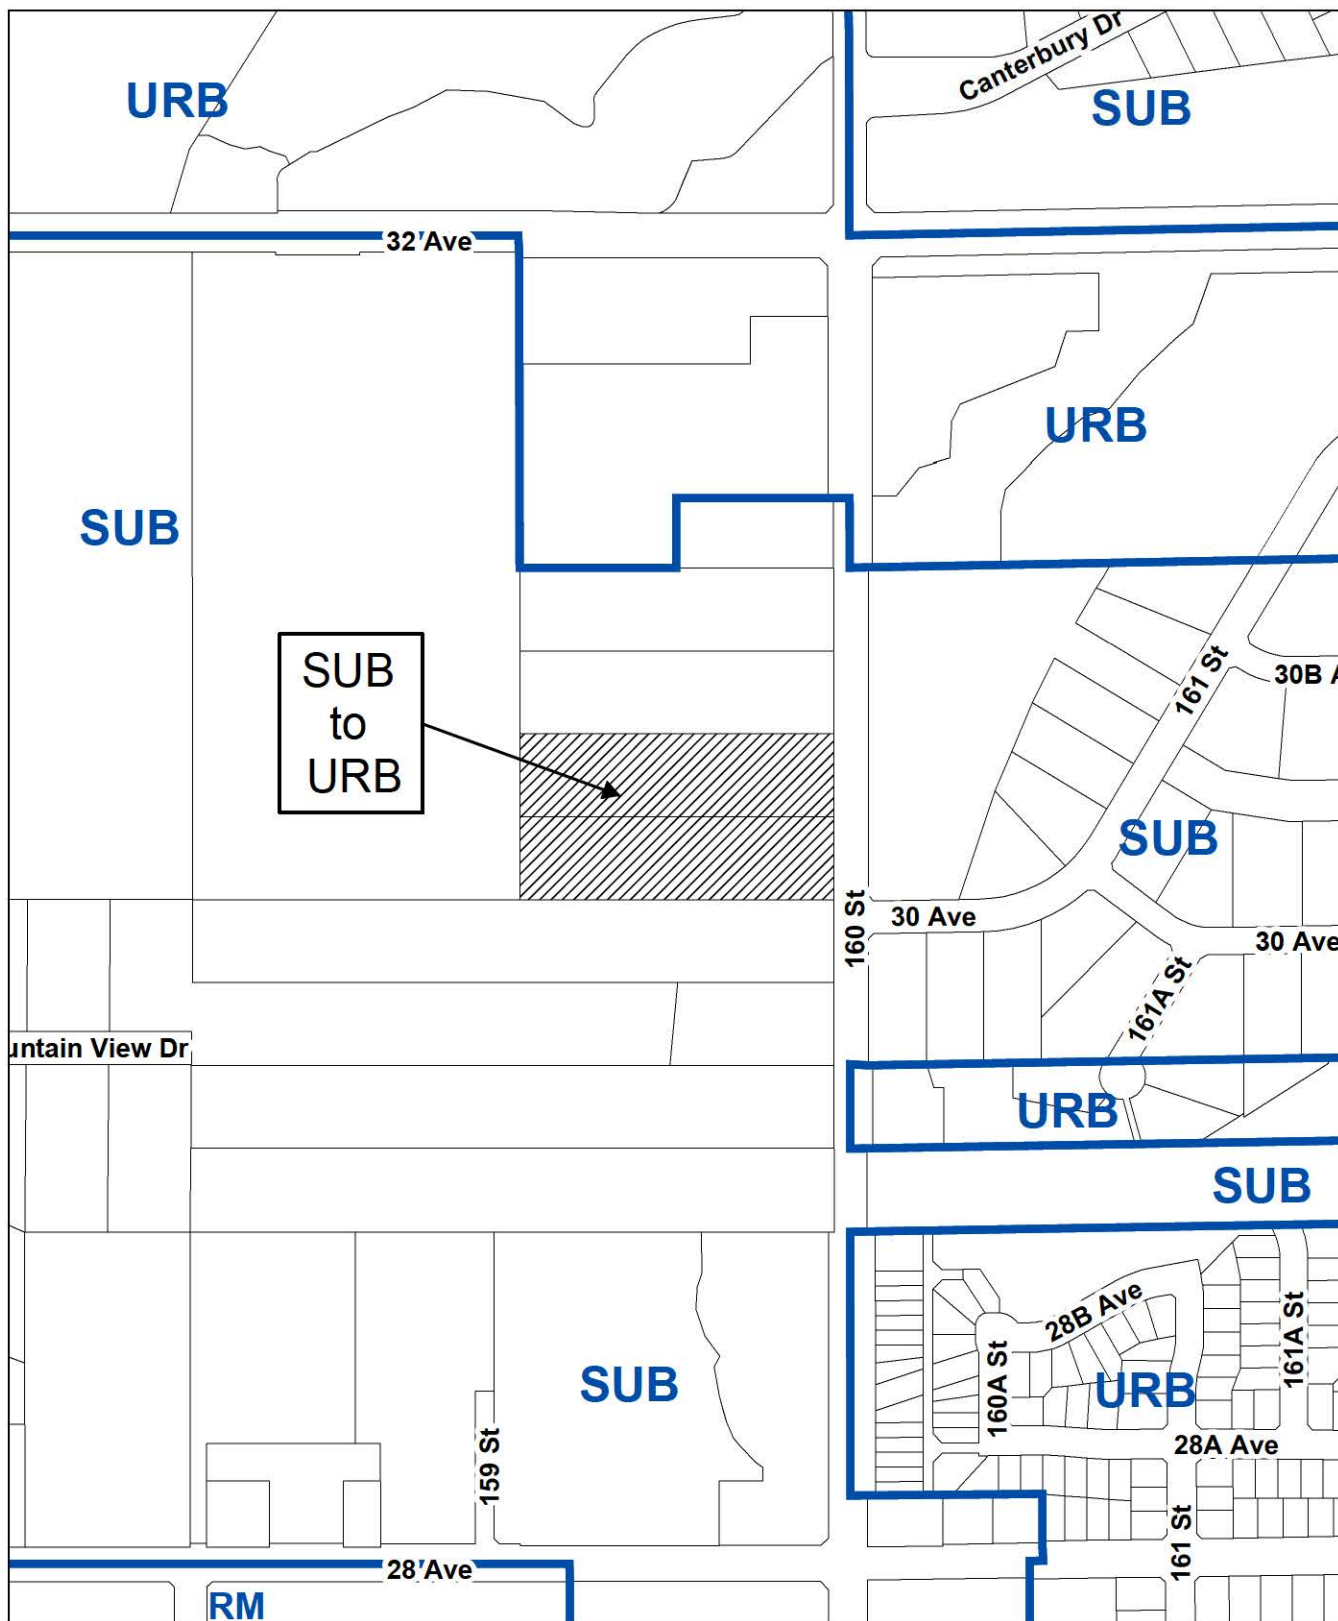 Canterbury Dr
URB
SUB
32 Ave
URB
SUB
SUB
to
URB
161 St
30B A
SUB
160 St
30 Ave
30 Ave
161A St
untain View Dr
URB
SUB
28B Ave
161A St
160A St
SUB
URB
28A Ave
159 St
161 St
28 Ave
RM